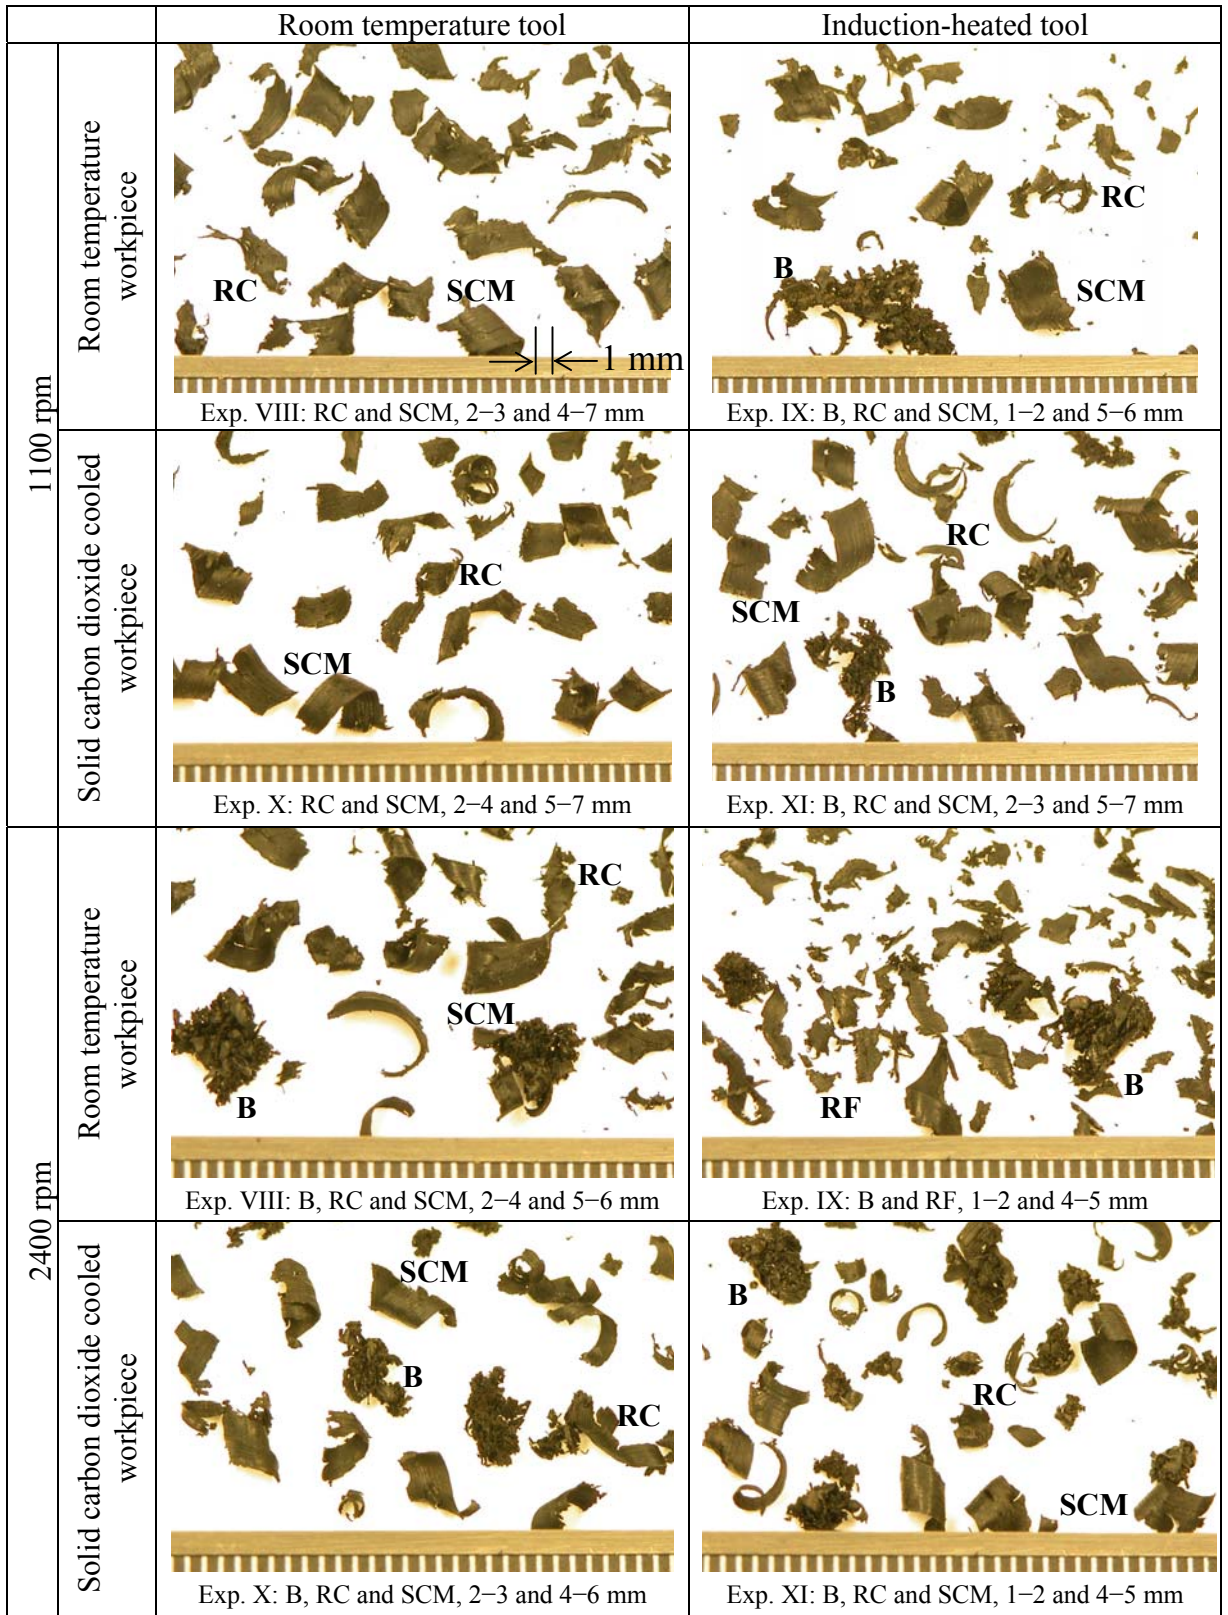 Room temperature tool
Induction-heated tool
1100 rpm
Room temperature
workpiece
RC
SCM
1 mm
Exp. VIII: RC and SCM, 2−3 and 4−7 mm
RC
B
SCM
Exp. IX: B, RC and SCM, 1−2 and 5−6 mm
Solid carbon dioxide cooled
workpiece
RC
SCM
Exp. X: RC and SCM, 2−4 and 5−7 mm
RC
SCM
B
Exp. XI: B, RC and SCM, 2−3 and 5−7 mm
2400 rpm
Room temperature
workpiece
RC
SCM
B
Exp. VIII: B, RC and SCM, 2−4 and 5−6 mm
B
RF
Exp. IX: B and RF, 1−2 and 4−5 mm
Solid carbon dioxide cooled
workpiece
SCM
B
RC
Exp. X: B, RC and SCM, 2−3 and 4−6 mm
B
RC
SCM
Exp. XI: B, RC and SCM, 1−2 and 4−5 mm